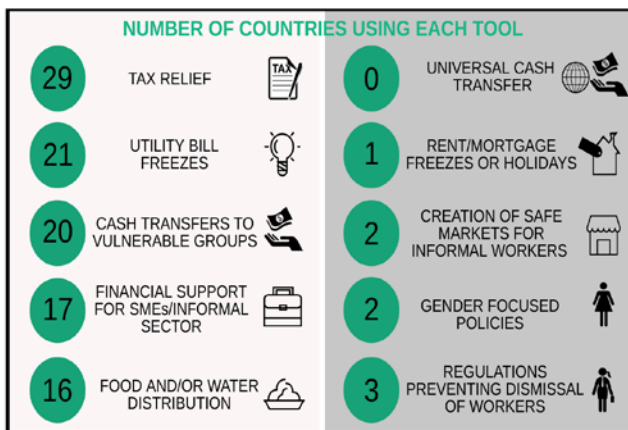 NUMBER OF COUNTRIES USING EACH TOOL
29
TAX RELIEF
TAX
21
UTILITY BILL
FREEZES
20
CASH TRANSFERS TO
VULNERABLE GROUPS
17
FINANCIAL SUPPORT
FOR SMEs/INFORMAL
SECTOR
16
FOOD AND/OR WATER
DISTRIBUTION
0
UNIVERSAL CASH
TRANSFER
1
RENT/MORTGAGE
FREEZES OR HOLIDAYS
2
CREATION OF SAFE
MARKETS FOR
INFORMAL WORKERS
2
GENDER FOCUSED
POLICIES
3
REGULATIONS
PREVENTING DISMISSAL
OF WORKERS